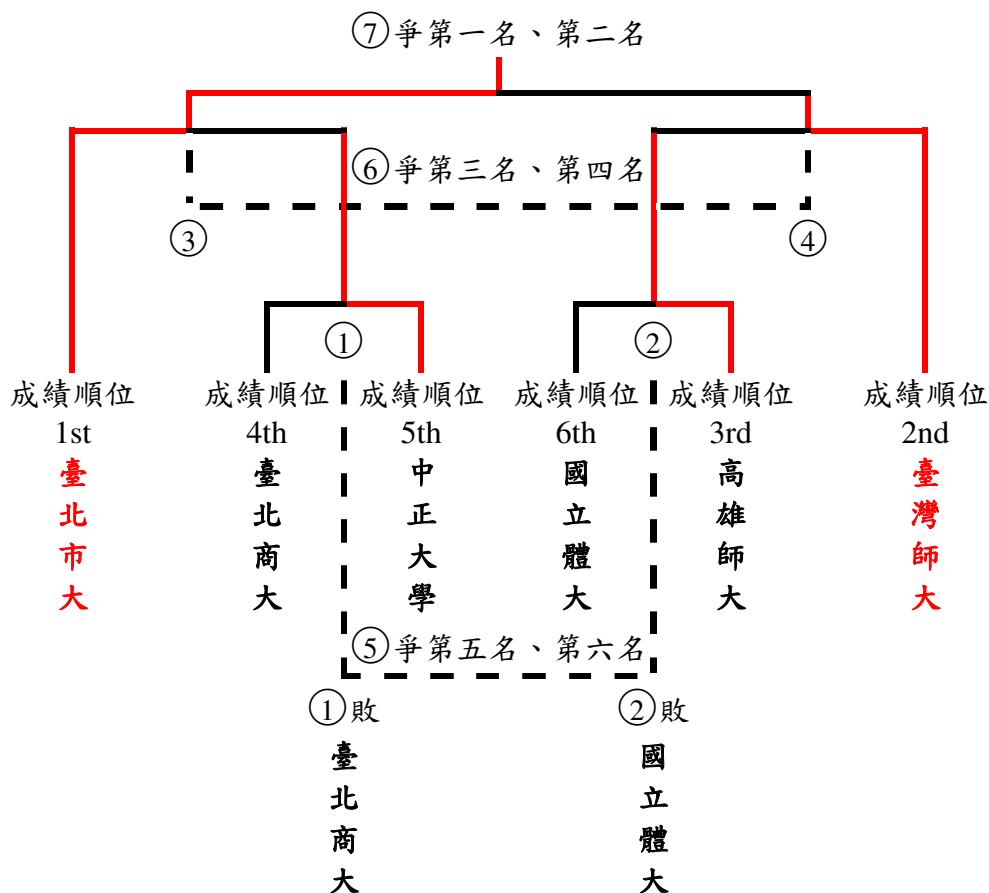 ⑦爭第一名、第二名
⑥爭第三名、第四名
③
④
①
②
成績順位
1st
臺北市大
成績順位
4th
臺北商大
成績順位
5th
中正大學
成績順位
6th
國立體大
成績順位
3rd
高雄師大
成績順位
2nd
臺灣師大
⑤爭第五名、第六名
①敗
臺北商大
②敗
國立體大